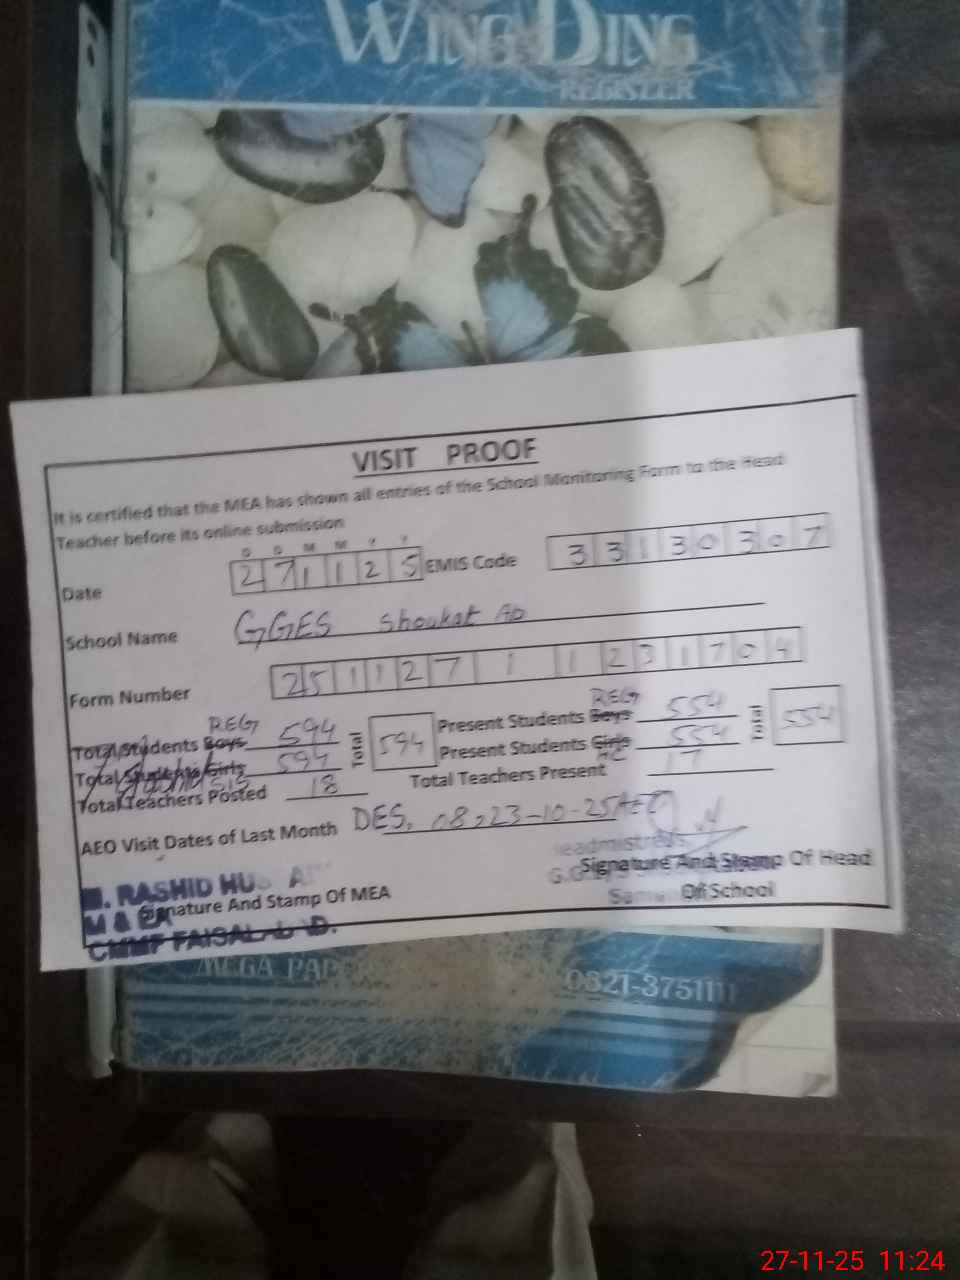 WING DING
REGISTER
VISIT PROOF
It is certified that the MEA has shown all entries of the School Monitoring Form to the Head
Teacher before its online submission
D D M M Y Y
Date 2 7 1 1 2 5 EMIS Code 3 3 1 3 0 3 0 7
School Name GGES Shoukat Ab
Form Number 2 5 1 1 2 7 1 1 2 3 1 7 0 4
REG REG
Total Students Boys 594 Total 594 Present Students Boys 554 Total 554
Total Students Girls 594 Present Students Girls 554
Total Teachers Posted 18 Total Teachers Present 17
AEO Visit Dates of Last Month DES, 08,23-10-25 AEO
Headmistress
Signature And Stamp Of Head
Of School
M. RASHID
Signature And Stamp Of MEA
M & EA
CMMF FAISALABAD.
MEGA PAPER
0321-375111
27-11-25 11:24